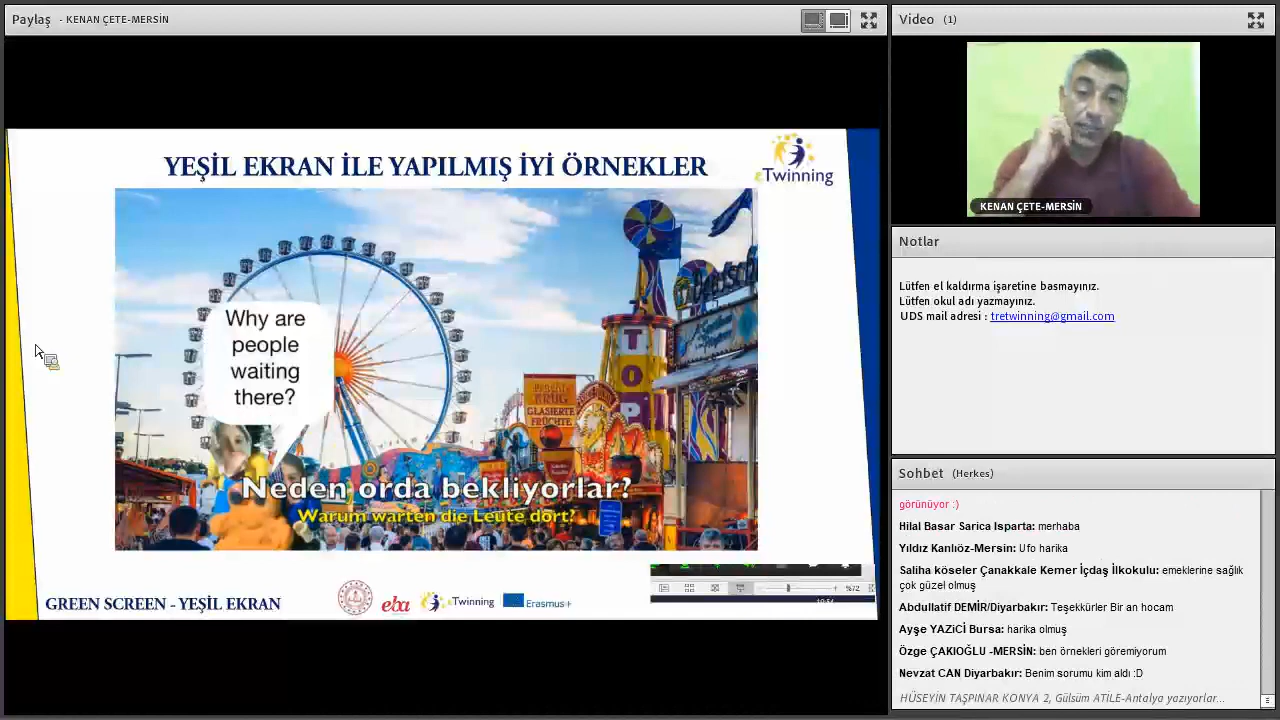 Paylaş - KENAN ÇETE-MERSİN
YEŞİL EKRAN İLE YAPILMIŞ İYİ ÖRNEKLER
eTwinning
Why are
people
waiting
there?
TOP
GLASIERTE
FRÜCHTE
Neden orda bekliyorlar?
Warum warten die Leute dort?
GREEN SCREEN - YEŞİL EKRAN
eba
eTwinning
Erasmus+
%72
Video (1)
KENAN ÇETE-MERSİN
Notlar
Lütfen el kaldırma işaretine basmayınız.
Lütfen okul adı yazmayınız.
UDS mail adresi : tretwinning@gmail.com
Sohbet (Herkes)
görünüyor :)
Hilal Basar Sarica Isparta: merhaba
Yıldız Kanlıöz-Mersin: Ufo harika
Saliha köseler Çanakkale Kemer İçdaş İlkokulu: emeklerine sağlık
çok güzel olmuş
Abdullatif DEMİR/Diyarbakır: Teşekkürler Bir an hocam
Ayşe YAZiCİ Bursa: harika olmuş
Özge ÇAKIOĞLU -MERSİN: ben örnekleri göremiyorum
Nevzat CAN Diyarbakır: Benim sorumu kim aldı :D
HÜSEYİN TAŞPINAR KONYA 2, Gülsüm ATİLE-Antalya yazıyorlar...